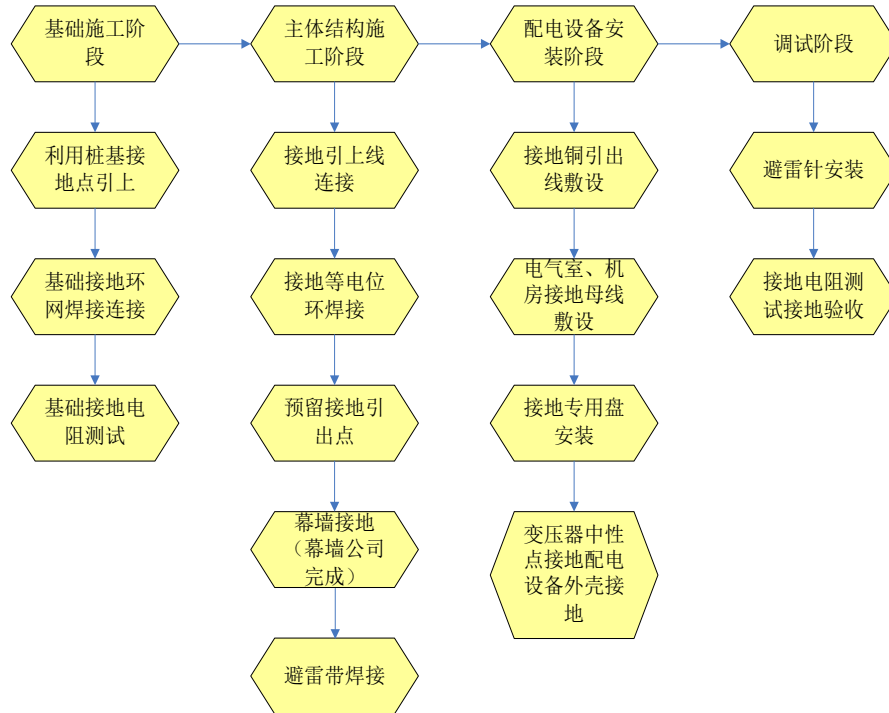 基础施工阶
段
主体结构施
工阶段
配电设备安
装阶段
调试阶段
利用桩基接
地点引上
接地引上线
连接
接地铜引出
线敷设
避雷针安装
基础接地环
网焊接连接
接地等电位
环焊接
电气室、机
房接地母线
敷设
接地电阻测
试接地验收
基础接地电
阻测试
预留接地引
出点
接地专用盘
安装
幕墙接地
（幕墙公司
完成）
变压器中性
点接地配电
设备外壳接
地
避雷带焊接